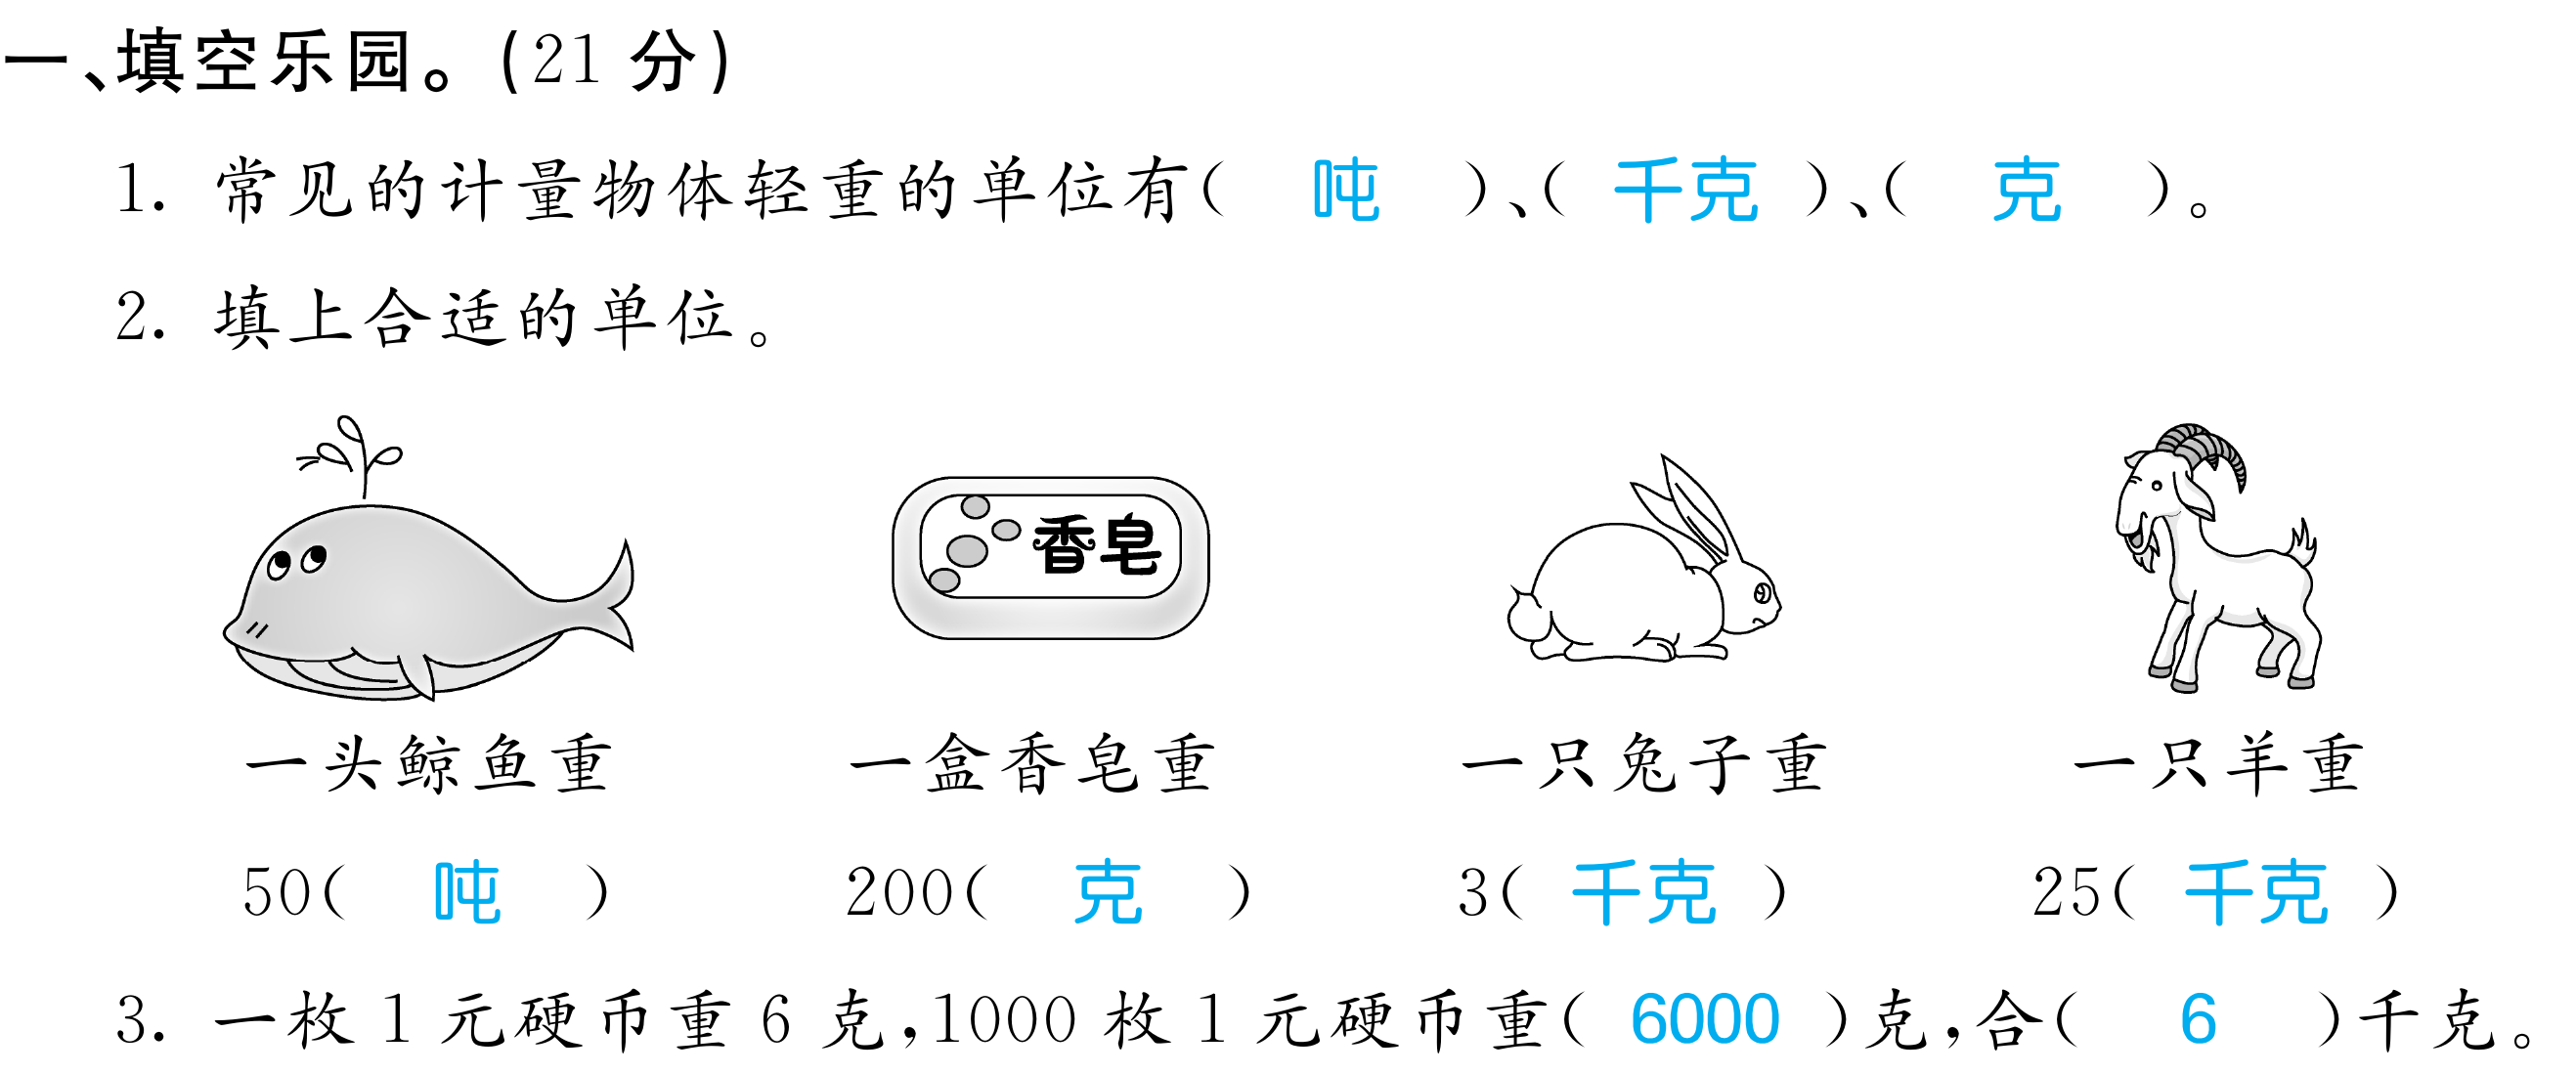 一、填空乐园。(21 分)
1. 常见的计量物体轻重的单位有( 吨 )、( 千克 )、( 克 )。
2. 填上合适的单位。
香皂
一头鲸鱼重 一盒香皂重 一只兔子重 一只羊重
50( 吨 ) 200( 克 ) 3( 千克 ) 25( 千克 )
3. 一枚 1 元硬币重 6 克,1000 枚 1 元硬币重( 6000 )克,合( 6 )千克。